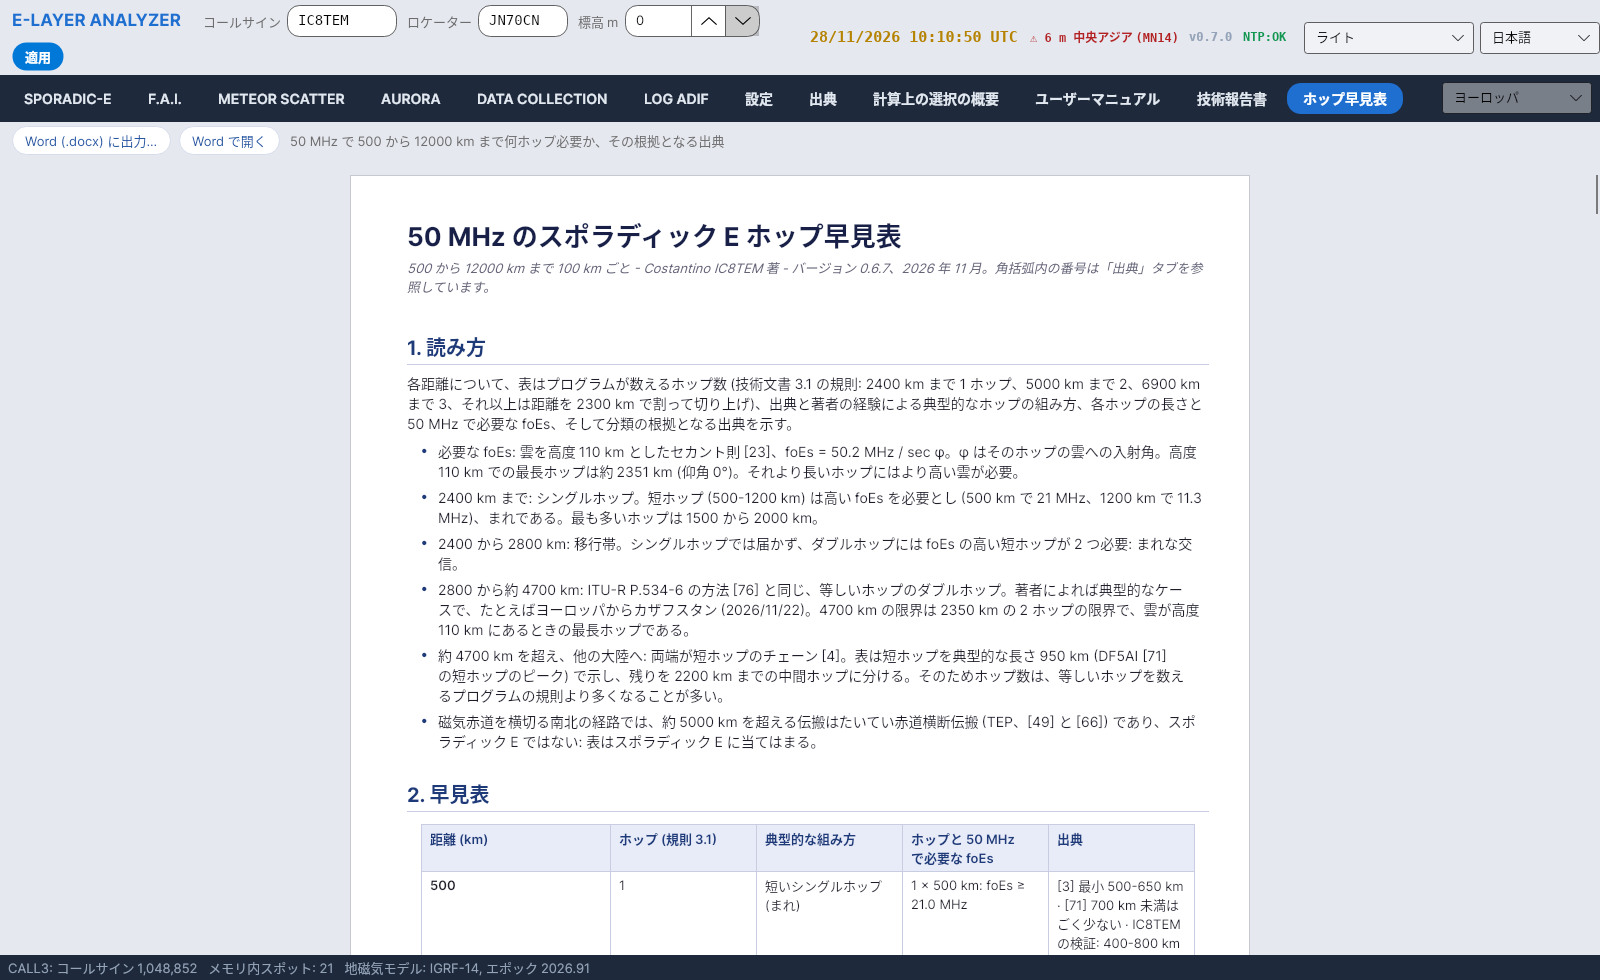 E-LAYER ANALYZER コールサイン IC8TEM ロケーター JN70CN 標高 m 0
28/11/2026 10:10:50 UTC ⚠ 6 m 中央アジア (MN14) v0.7.0 NTP:OK ライト 日本語
適用
SPORADIC-E F.A.I. METEOR SCATTER AURORA DATA COLLECTION LOG ADIF 設定 出典 計算上の選択の概要 ユーザーマニュアル 技術報告書 ホップ早見表 ヨーロッパ
Word (.docx) に出力... Word で開く 50 MHz で 500 から 12000 km まで何ホップ必要か、その根拠となる出典
50 MHz のスポラディック E ホップ早見表
500 から 12000 km まで 100 km ごと - Costantino IC8TEM 著 - バージョン 0.6.7、2026 年 11 月。角括弧内の番号は「出典」タブを参
照しています。
1. 読み方
各距離について、表はプログラムが数えるホップ数 (技術文書 3.1 の規則: 2400 km まで 1 ホップ、5000 km まで 2、6900 km
まで 3、それ以上は距離を 2300 km で割って切り上げ)、出典と著者の経験による典型的なホップの組み方、各ホップの長さと
50 MHz で必要な foEs、そして分類の根拠となる出典を示す。
• 必要な foEs: 雲を高度 110 km としたセカント則 [23]、foEs = 50.2 MHz / sec φ。φ はそのホップの雲への入射角。高度
110 km での最長ホップは約 2351 km (仰角 0°)。それより長いホップにはより高い雲が必要。
• 2400 km まで: シングルホップ。短ホップ (500-1200 km) は高い foEs を必要とし (500 km で 21 MHz、1200 km で 11.3
MHz)、まれである。最も多いホップは 1500 から 2000 km。
• 2400 から 2800 km: 移行帯。シングルホップでは届かず、ダブルホップには foEs の高い短ホップが 2 つ必要: まれな交
信。
• 2800 から約 4700 km: ITU-R P.534-6 の方法 [76] と同じ、等しいホップのダブルホップ。著者によれば典型的なケー
スで、たとえばヨーロッパからカザフスタン (2026/11/22)。4700 km の限界は 2350 km の 2 ホップの限界で、雲が高度
110 km にあるときの最長ホップである。
• 約 4700 km を超え、他の大陸へ: 両端が短ホップのチェーン [4]。表は短ホップを典型的な長さ 950 km (DF5AI [71]
の短ホップのピーク) で示し、残りを 2200 km までの中間ホップに分ける。そのためホップ数は、等しいホップを数え
るプログラムの規則より多くなることが多い。
• 磁気赤道を横切る南北の経路では、約 5000 km を超える伝搬はたいてい赤道横断伝搬 (TEP、[49] と [66]) であり、スポ
ラディック E ではない: 表はスポラディック E に当てはまる。
2. 早見表
距離 (km) ホップ (規則 3.1) 典型的な組み方 ホップと 50 MHz 出典
で必要な foEs
500 1 短いシングルホップ 1 × 500 km: foEs ≥ [3] 最小 500-650 km
(まれ) 21.0 MHz · [71] 700 km 未満は
ごく少ない · IC8TEM
の検証: 400-800 km
CALL3: コールサイン 1,048,852 メモリ内スポット: 21 地磁気モデル: IGRF-14, エポック 2026.91